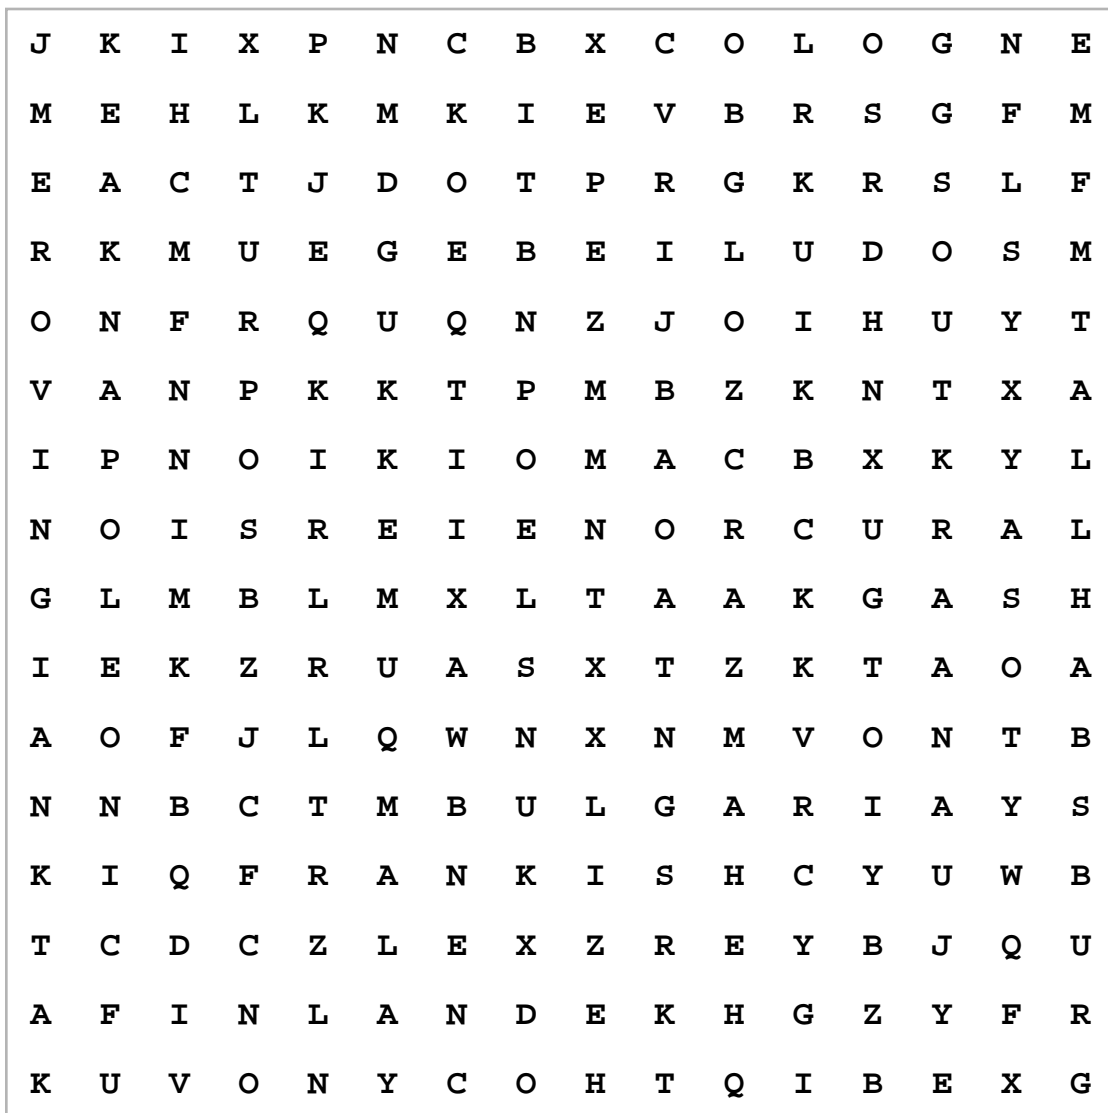 J K I X P N C B X C O L O G N E
M E H L K M K I E V B R S G F M
E A C T J D O T P R G K R S L F
R K M U E G E B E I L U D O S M
O N F R Q U Q N Z J O I H U Y T
V A N P K K T P M B Z K N T X A
I P N O I K I O M A C B X K Y L
N O I S R E I E N O R C U R A L
G L M B L M X L T A A K G A S H
I E K Z R U A S X T Z K T A O A
A O F J L Q W N X N M V O N T B
N N B C T M B U L G A R I A Y S
K I Q F R A N K I S H C Y U W B
T C D C Z L E X Z R E Y B J Q U
A F I N L A N D E K H G Z Y F R
K U V O N Y C O H T Q I B E X G